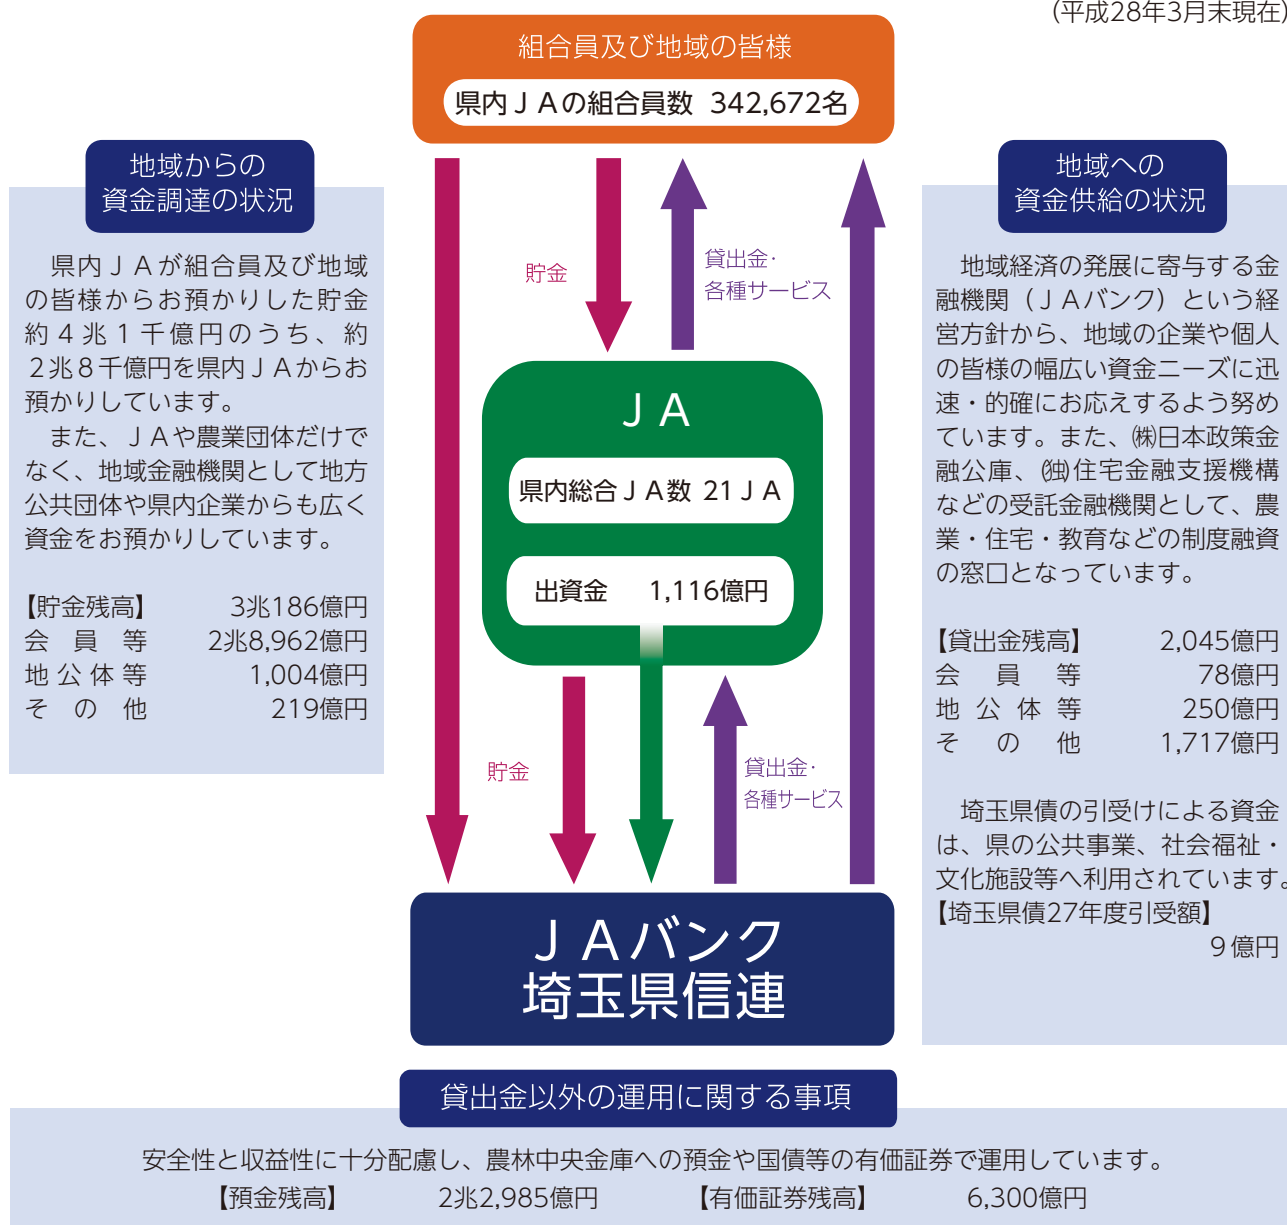 (平成28年3月末現在)
組合員及び地域の皆様
県内ＪＡの組合員数 342,672名
地域からの
資金調達の状況
県内ＪＡが組合員及び地域
の皆様からお預かりした貯金
約４兆１千億円のうち、約
２兆８千億円を県内ＪＡからお
預かりしています。
また、ＪＡや農業団体だけで
なく、地域金融機関として地方
公共団体や県内企業からも広く
資金をお預かりしています。
【貯金残高】 3兆186億円
会員等 2兆8,962億円
地公体等 1,004億円
その他 219億円
貯金
貸出金・
各種サービス
ＪＡ
県内総合ＪＡ数 21ＪＡ
出資金 1,116億円
貯金
貸出金・
各種サービス
ＪＡバンク
埼玉県信連
地域への
資金供給の状況
地域経済の発展に寄与する金
融機関（ＪＡバンク）という経
営方針から、地域の企業や個人
の皆様の幅広い資金ニーズに迅
速・的確にお応えするよう努め
ています。また、㈱日本政策金
融公庫、(独)住宅金融支援機構
などの受託金融機関として、農
業・住宅・教育などの制度融資
の窓口となっています。
【貸出金残高】 2,045億円
会員等 78億円
地公体等 250億円
その他 1,717億円
埼玉県債の引受けによる資金
は、県の公共事業、社会福祉・
文化施設等へ利用されています。
【埼玉県債27年度引受額】
９億円
貸出金以外の運用に関する事項
安全性と収益性に十分配慮し、農林中央金庫への預金や国債等の有価証券で運用しています。
【預金残高】 2兆2,985億円 【有価証券残高】 6,300億円